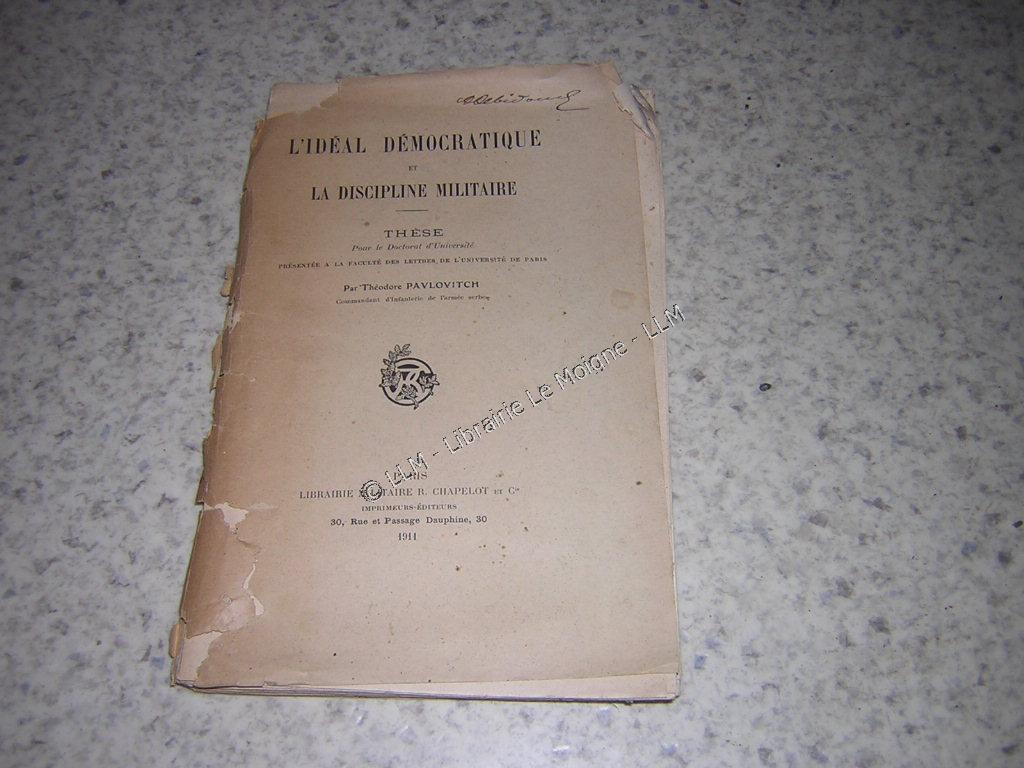 L'IDÉAL DÉMOCRATIQUE
ET
LA DISCIPLINE MILITAIRE
THÈSE
Pour le Doctorat d'Université
PRÉSENTÉE A LA FACULTÉ DES LETTRES DE L'UNIVERSITÉ DE PARIS
Par Théodore PAVLOVITCH
Commandant d'Infanterie de l'armée serbe
© LLM - Librairie Le Moigne - LLM
PARIS
LIBRAIRIE MILITAIRE R. CHAPELOT ET Cie
IMPRIMEURS-ÉDITEURS
30, Rue et Passage Dauphine, 30
1911